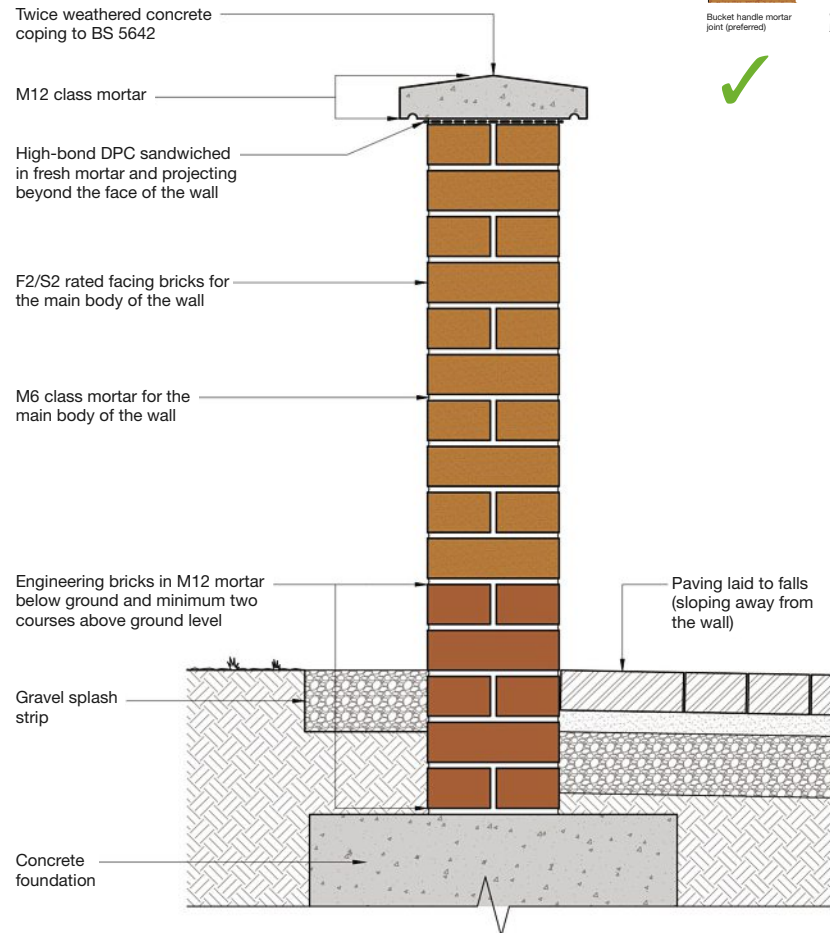 Twice weathered concrete
coping to BS 5642
Bucket handle mortar
joint (preferred)
M12 class mortar
High-bond DPC sandwiched
in fresh mortar and projecting
beyond the face of the wall
F2/S2 rated facing bricks for
the main body of the wall
M6 class mortar for the
main body of the wall
Engineering bricks in M12 mortar
below ground and minimum two
courses above ground level
Paving laid to falls
(sloping away from
the wall)
Gravel splash
strip
Concrete
foundation